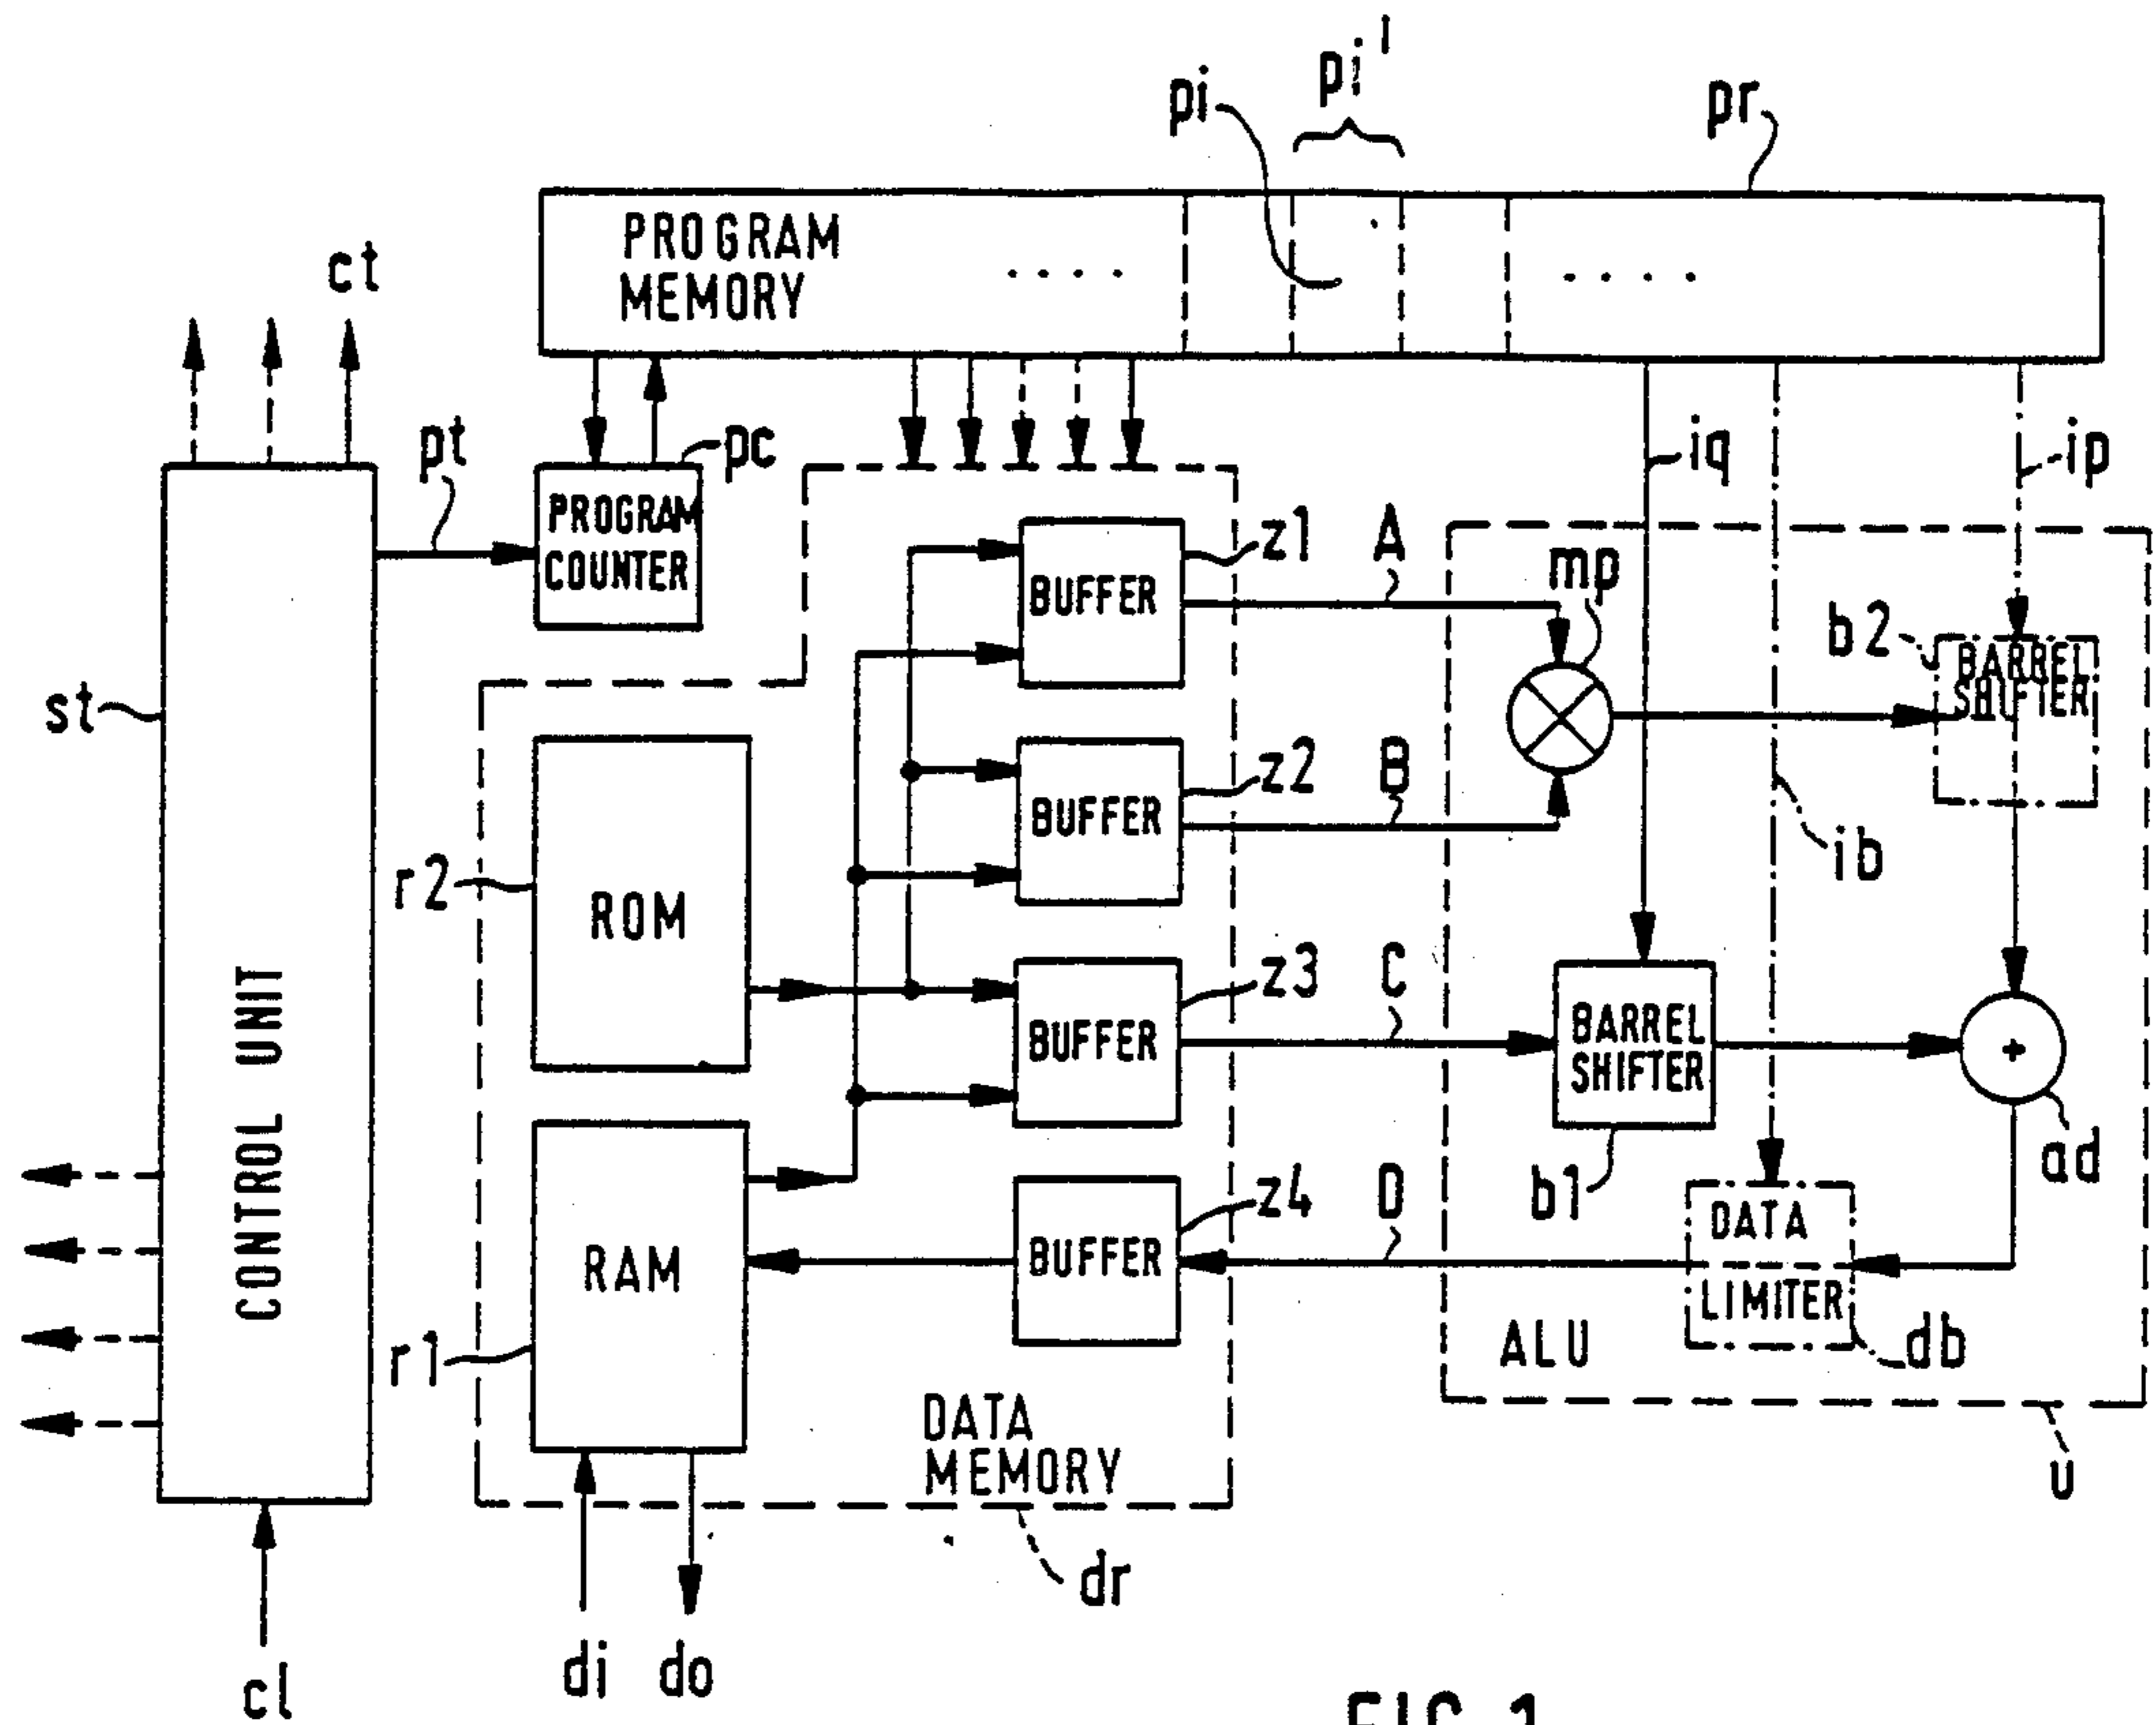 pi'
pi
pr
PROGRAM
MEMORY
ct
pt
pc
iq
ip
PROGRAM
COUNTER
z1
A
mp
BUFFER
b2
BARREL
SHIFTER
st
z2
B
BUFFER
ib
r2
ROM
z3
C
BUFFER
BARREL
SHIFTER
+
ad
CONTROL UNIT
b1
z4
D
DATA
LIMITER
BUFFER
RAM
r1
ALU
db
DATA
MEMORY
U
dr
di
do
cl
FIG. 1